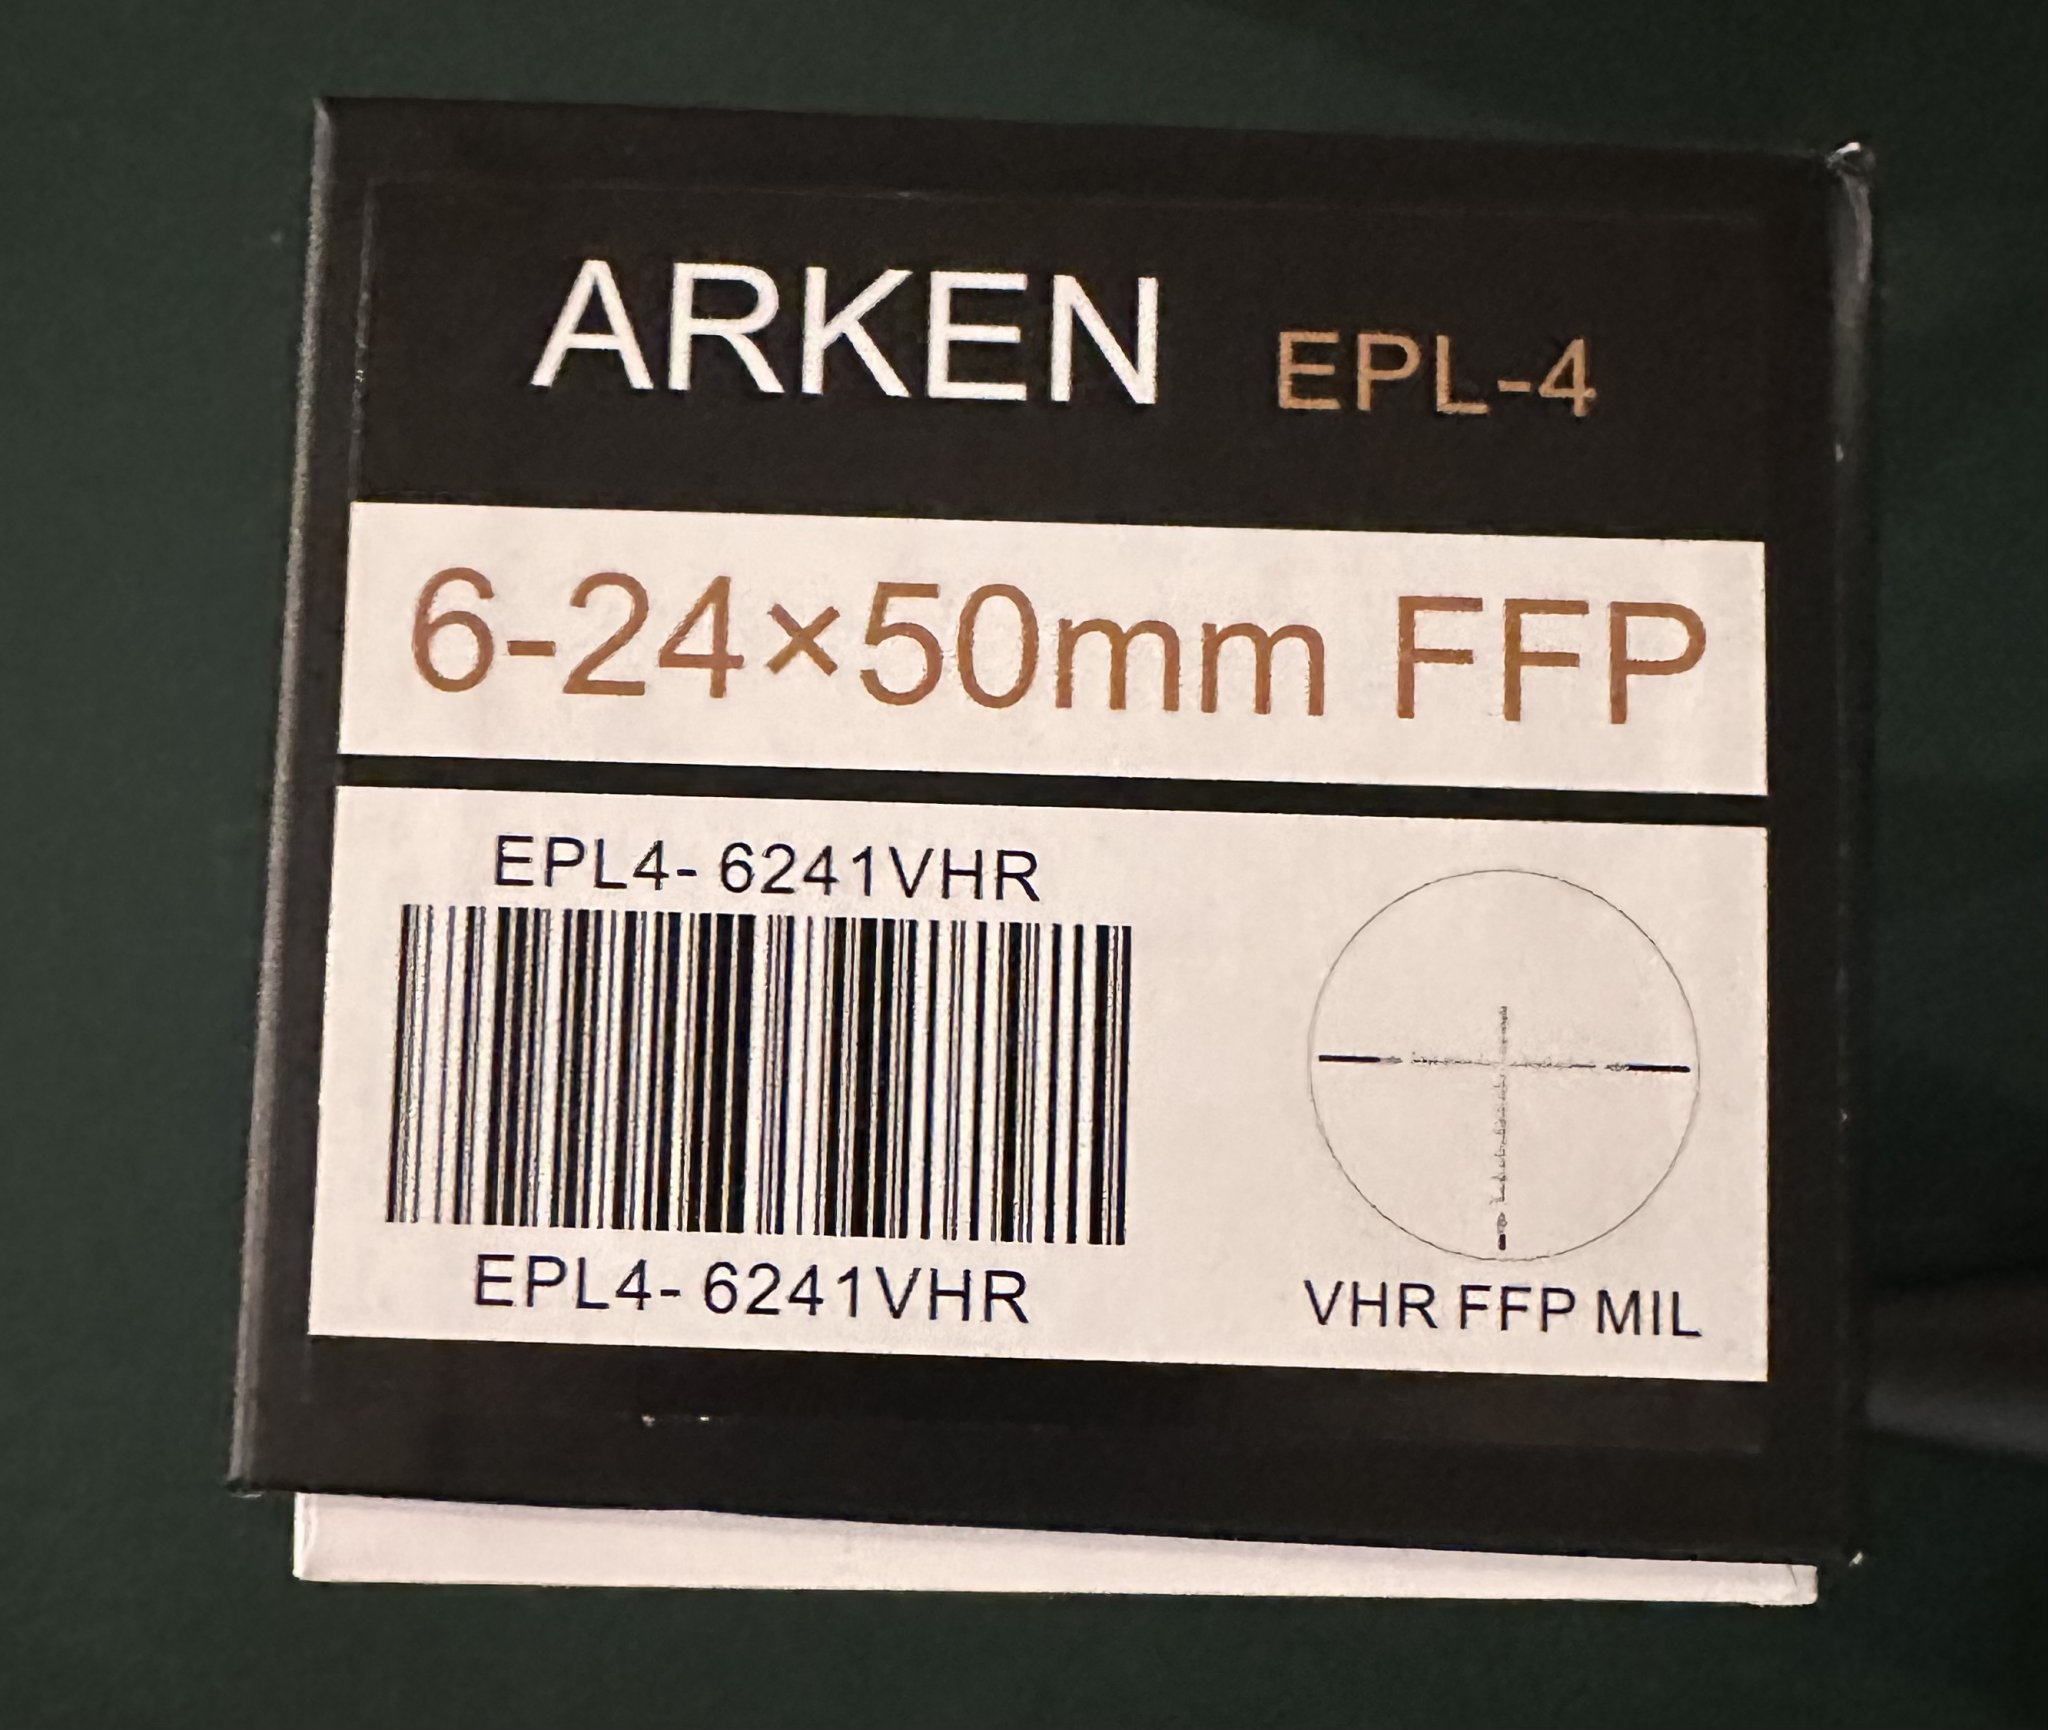 ARKEN EPL-4
6-24×50mm FFP
EPL4- 6241VHR
EPL4- 6241VHR
VHR FFP MIL